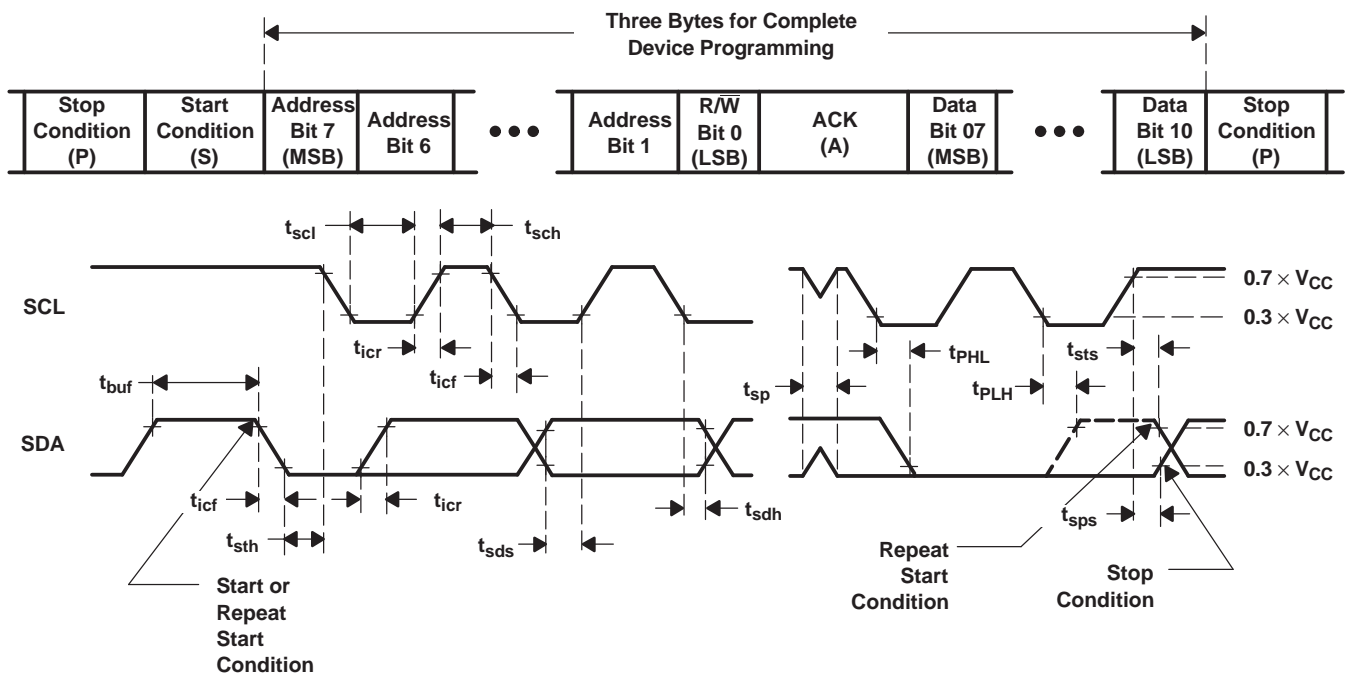 Three Bytes for Complete
Device Programming
Stop
Condition
(P)
Start
Condition
(S)
Address
Bit 7
(MSB)
Address
Bit 6
•••
Address
Bit 1
R/W̅
Bit 0
(LSB)
ACK
(A)
Data
Bit 07
(MSB)
•••
Data
Bit 10
(LSB)
Stop
Condition
(P)
tscl
tsch
SCL
0.7 × VCC
0.3 × VCC
ticr
tPHL
tsts
tbuf
ticf
tsp
tPLH
SDA
0.7 × VCC
0.3 × VCC
ticf
ticr
tsdh
tsth
tsds
tsps
Start or
Repeat
Start
Condition
Repeat
Start
Condition
Stop
Condition